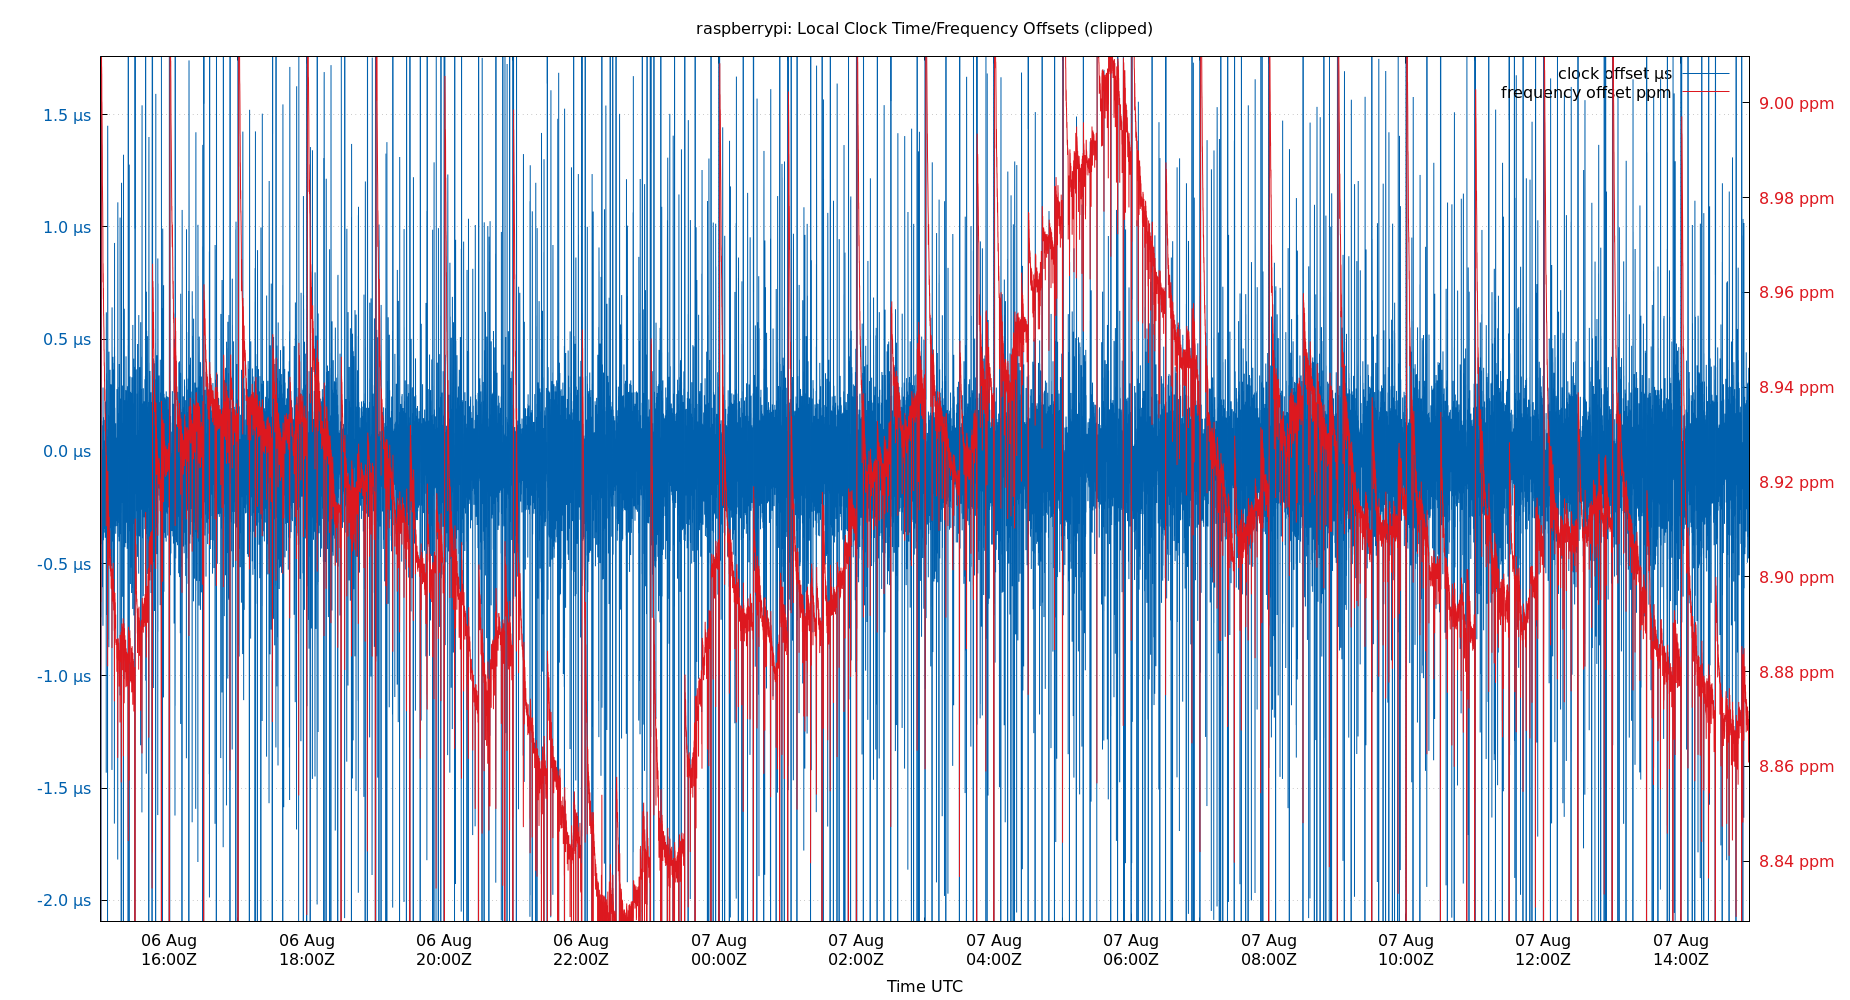 raspberrypi: Local Clock Time/Frequency Offsets (clipped)
clock offset µs
frequency offset ppm
1.5 µs
1.0 µs
0.5 µs
0.0 µs
-0.5 µs
-1.0 µs
-1.5 µs
-2.0 µs
9.00 ppm
8.98 ppm
8.96 ppm
8.94 ppm
8.92 ppm
8.90 ppm
8.88 ppm
8.86 ppm
8.84 ppm
06 Aug 06 Aug 06 Aug 06 Aug 07 Aug 07 Aug 07 Aug 07 Aug 07 Aug 07 Aug 07 Aug 07 Aug
16:00Z 18:00Z 20:00Z 22:00Z 00:00Z 02:00Z 04:00Z 06:00Z 08:00Z 10:00Z 12:00Z 14:00Z
Time UTC